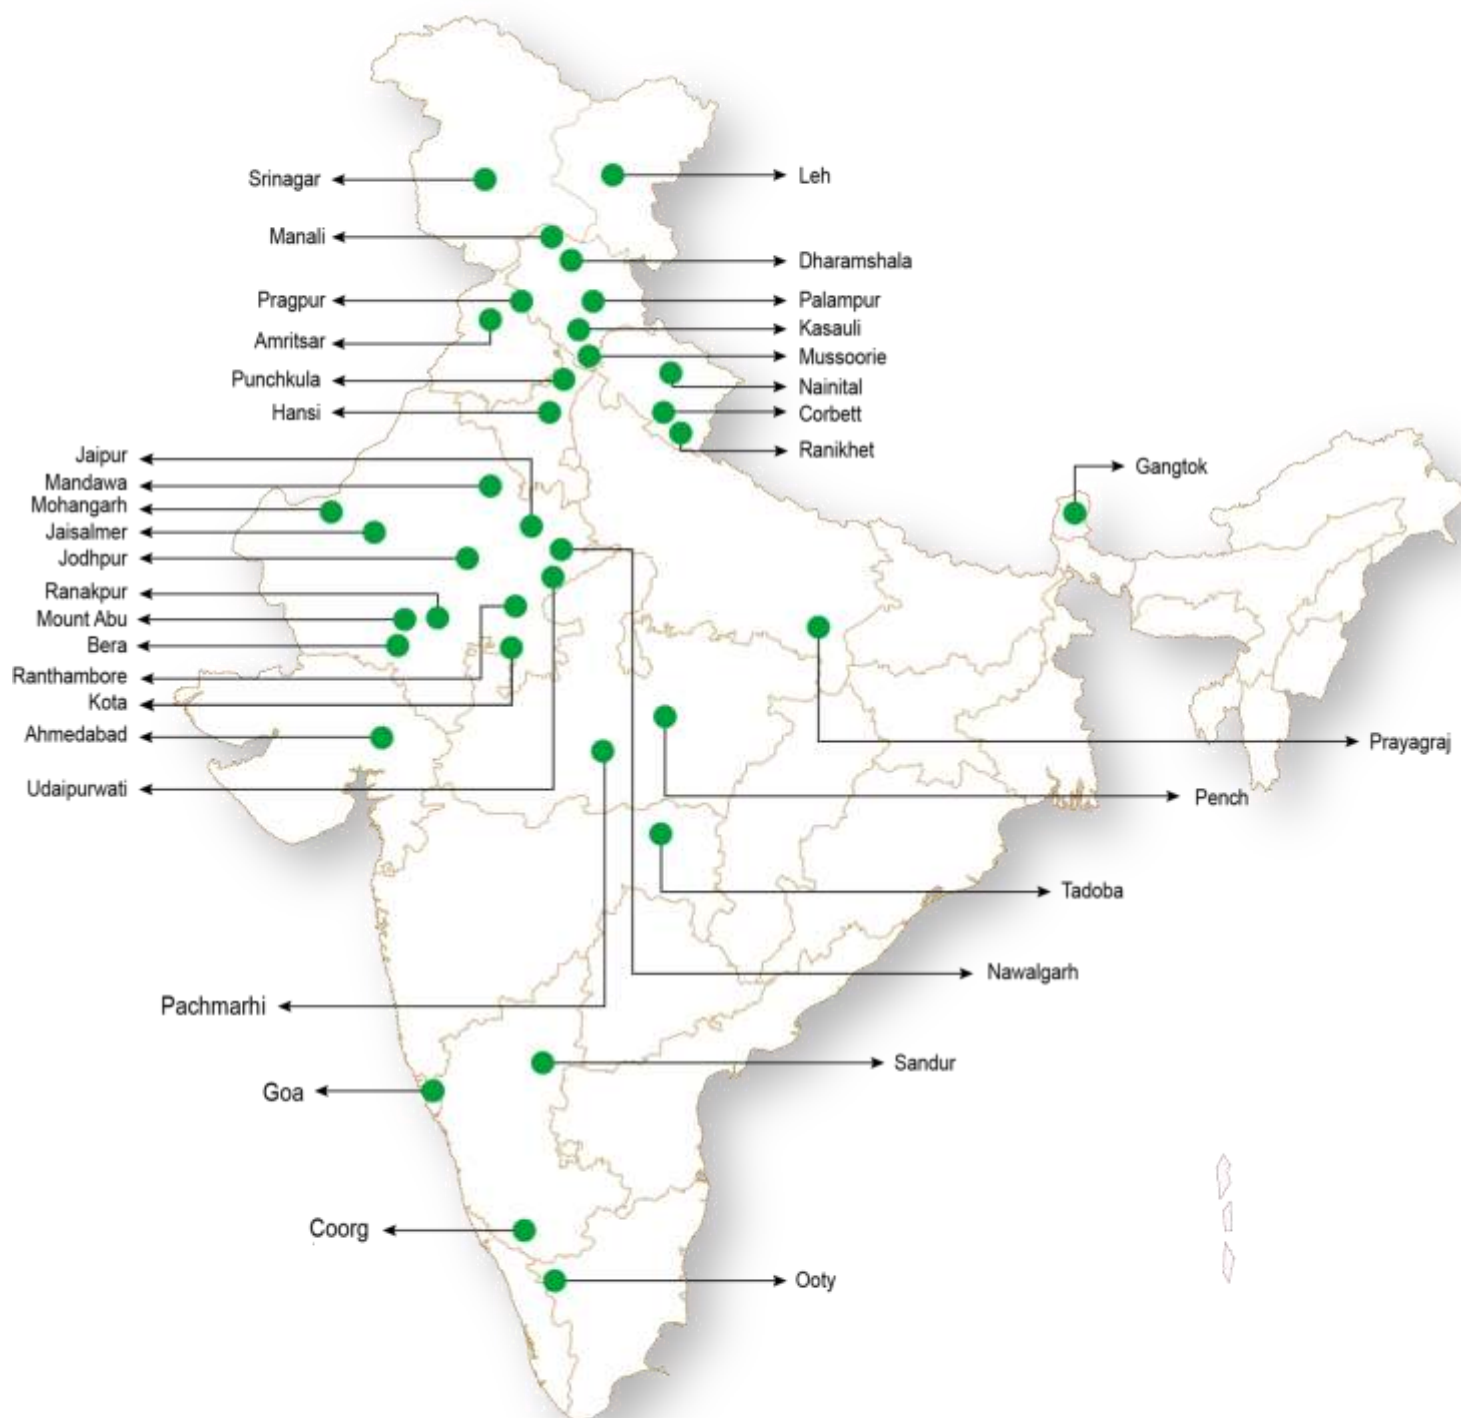 Srinagar
Leh
Manali
Dharamshala
Pragpur
Palampur
Amritsar
Kasauli
Mussoorie
Punchkula
Nainital
Hansi
Corbett
Ranikhet
Jaipur
Gangtok
Mandawa
Mohangarh
Jaisalmer
Jodhpur
Ranakpur
Mount Abu
Bera
Ranthambore
Kota
Ahmedabad
Prayagraj
Udaipurwati
Pench
Tadoba
Nawalgarh
Pachmarhi
Sandur
Goa
Coorg
Ooty